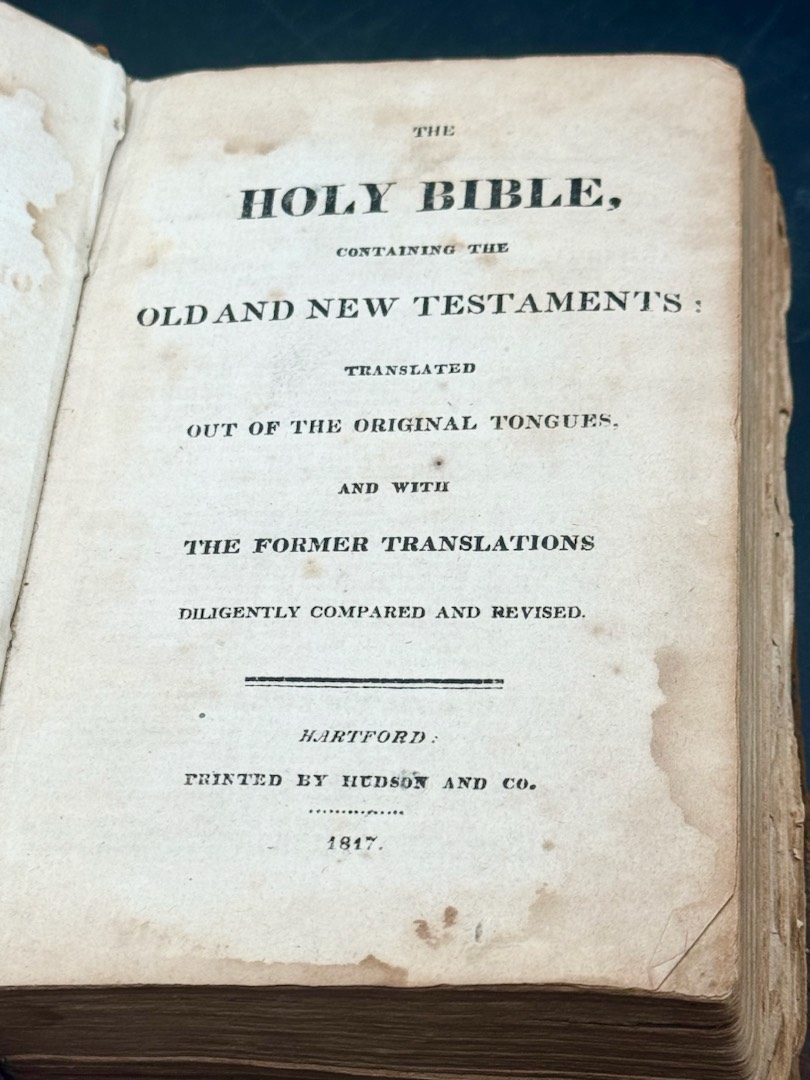 THE
HOLY BIBLE,
CONTAINING THE
OLD AND NEW TESTAMENTS:
TRANSLATED
OUT OF THE ORIGINAL TONGUES,
AND WITH
THE FORMER TRANSLATIONS
DILIGENTLY COMPARED AND REVISED.
HARTFORD:
PRINTED BY HUDSON AND CO.
1817.